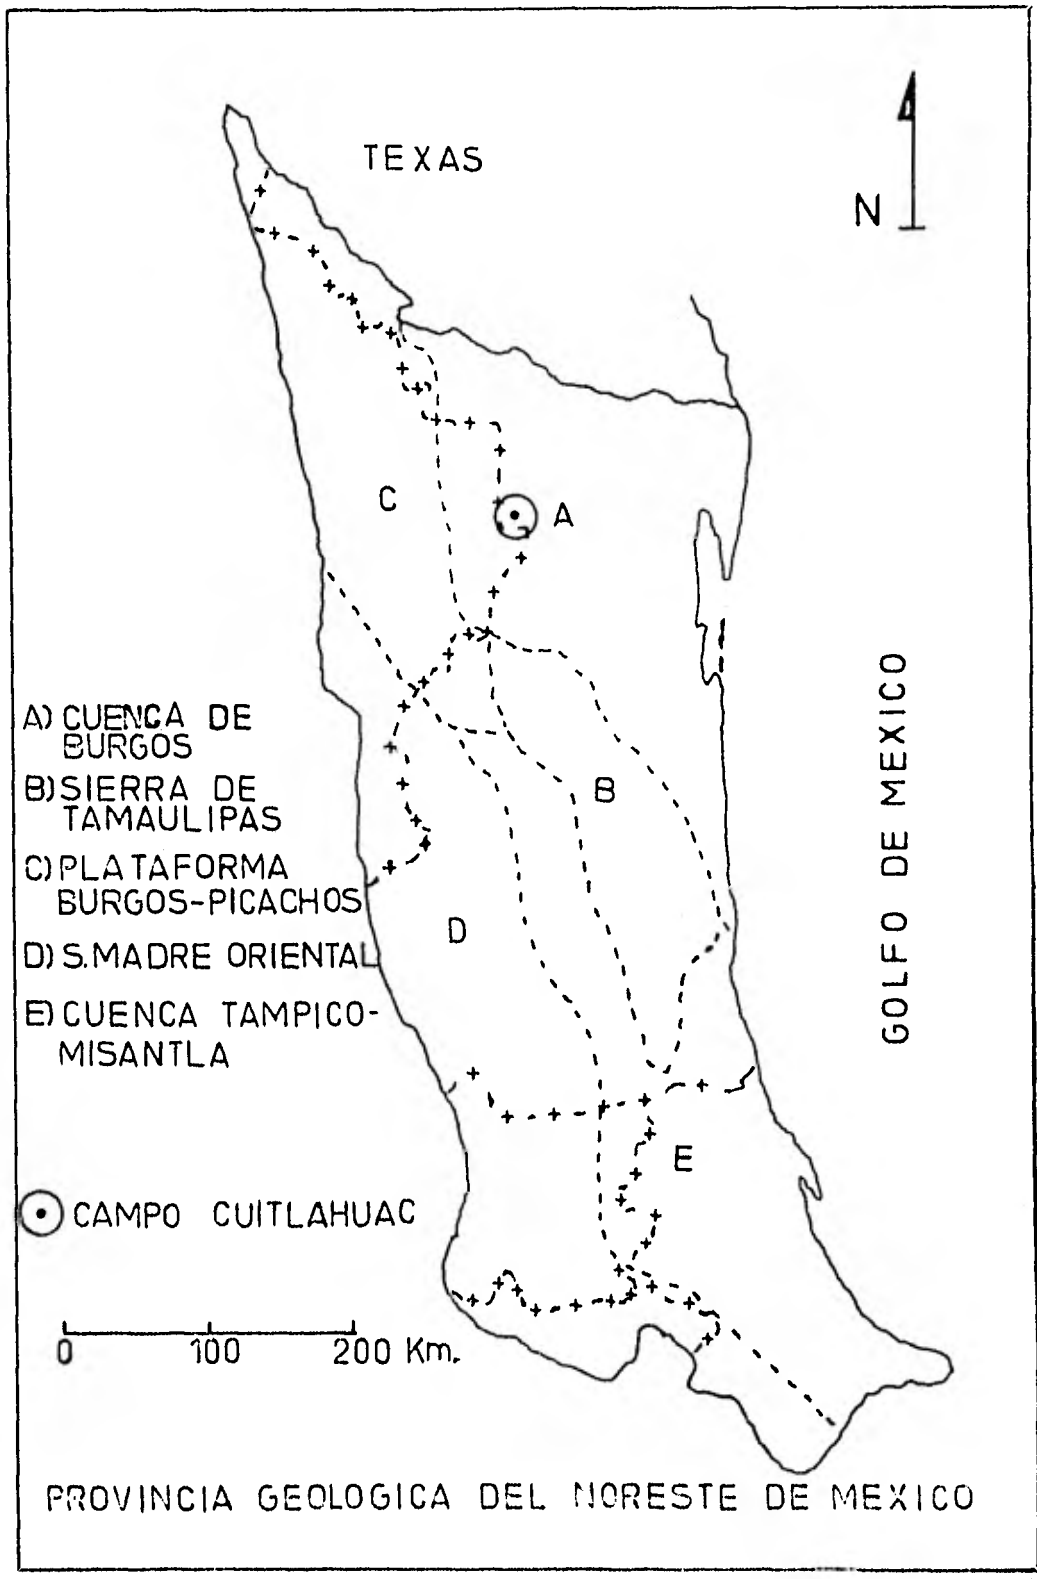 TEXAS
N
C
A
B
D
E
GOLFO DE MEXICO
A) CUENCA DE
BURGOS
B) SIERRA DE
TAMAULIPAS
C) PLATAFORMA
BURGOS-PICACHOS
D) S.MADRE ORIENTAL
E) CUENCA TAMPICO-
MISANTLA
CAMPO CUITLAHUAC
0 100 200 Km.
PROVINCIA GEOLOGICA DEL NORESTE DE MEXICO